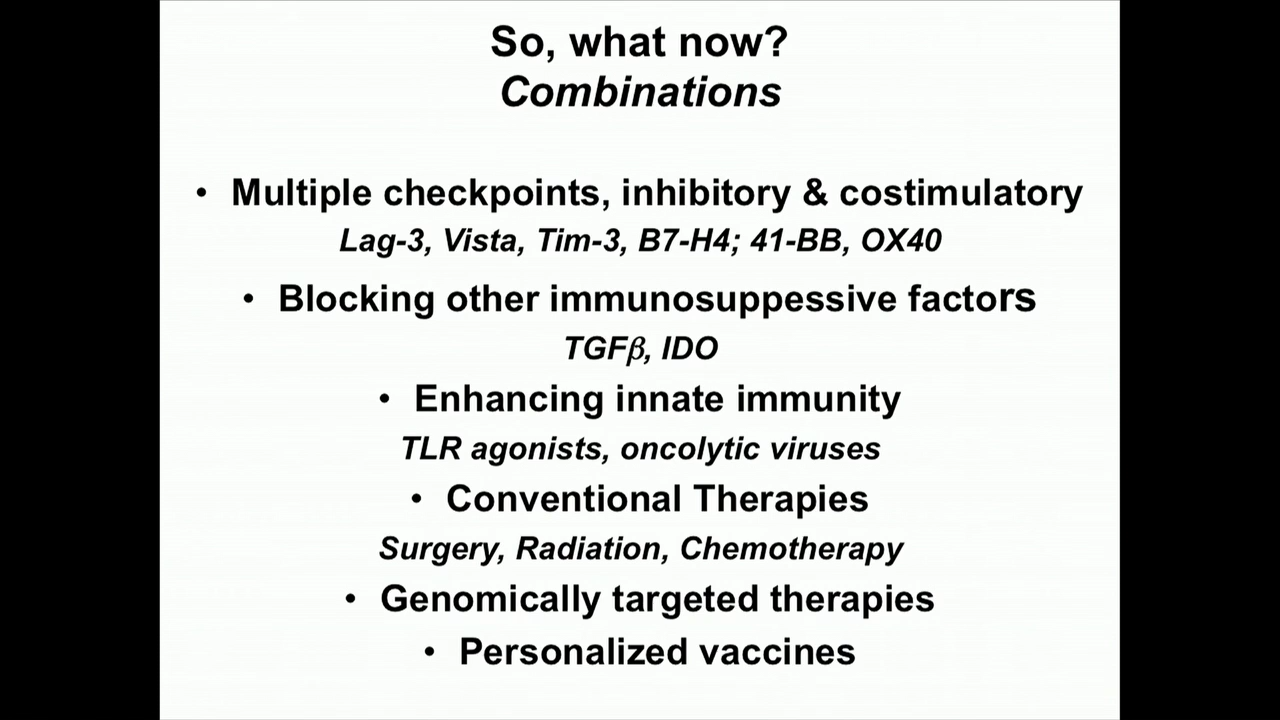 So, what now?
Combinations
• Multiple checkpoints, inhibitory & costimulatory
Lag-3, Vista, Tim-3, B7-H4; 41-BB, OX40
• Blocking other immunosuppessive factors
TGFβ, IDO
• Enhancing innate immunity
TLR agonists, oncolytic viruses
• Conventional Therapies
Surgery, Radiation, Chemotherapy
• Genomically targeted therapies
• Personalized vaccines